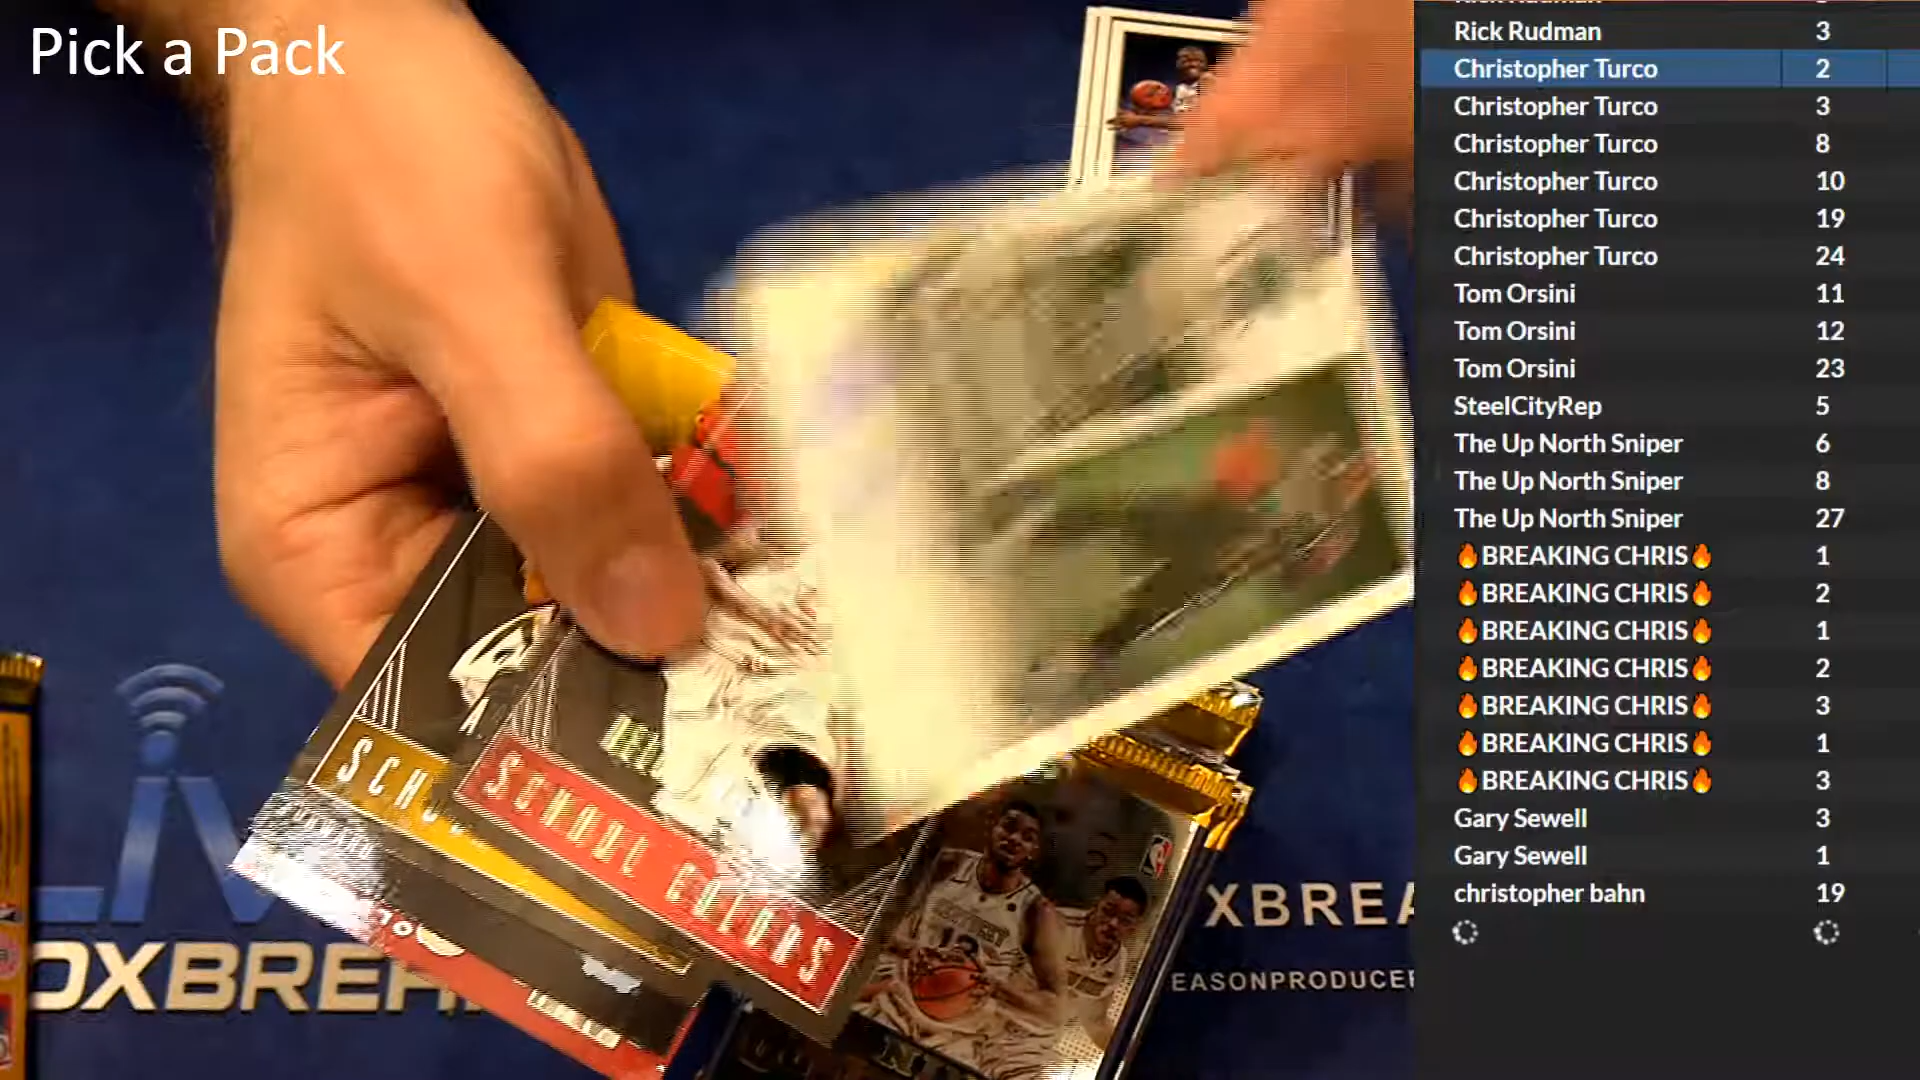 Pick a Pack
Rick Rudman 3
Christopher Turco 2
Christopher Turco 3
Christopher Turco 8
Christopher Turco 10
Christopher Turco 19
Christopher Turco 24
Tom Orsini 11
Tom Orsini 12
Tom Orsini 23
SteelCityRep 5
The Up North Sniper 6
The Up North Sniper 8
The Up North Sniper 27
🔥BREAKING CHRIS🔥 1
🔥BREAKING CHRIS🔥 2
🔥BREAKING CHRIS🔥 1
🔥BREAKING CHRIS🔥 2
🔥BREAKING CHRIS🔥 3
🔥BREAKING CHRIS🔥 1
🔥BREAKING CHRIS🔥 3
Gary Sewell 3
Gary Sewell 1
christopher bahn 19
SCH
SCHOOL COLORS
LIV
OXBREA
XBREA
EASONPRODUCER